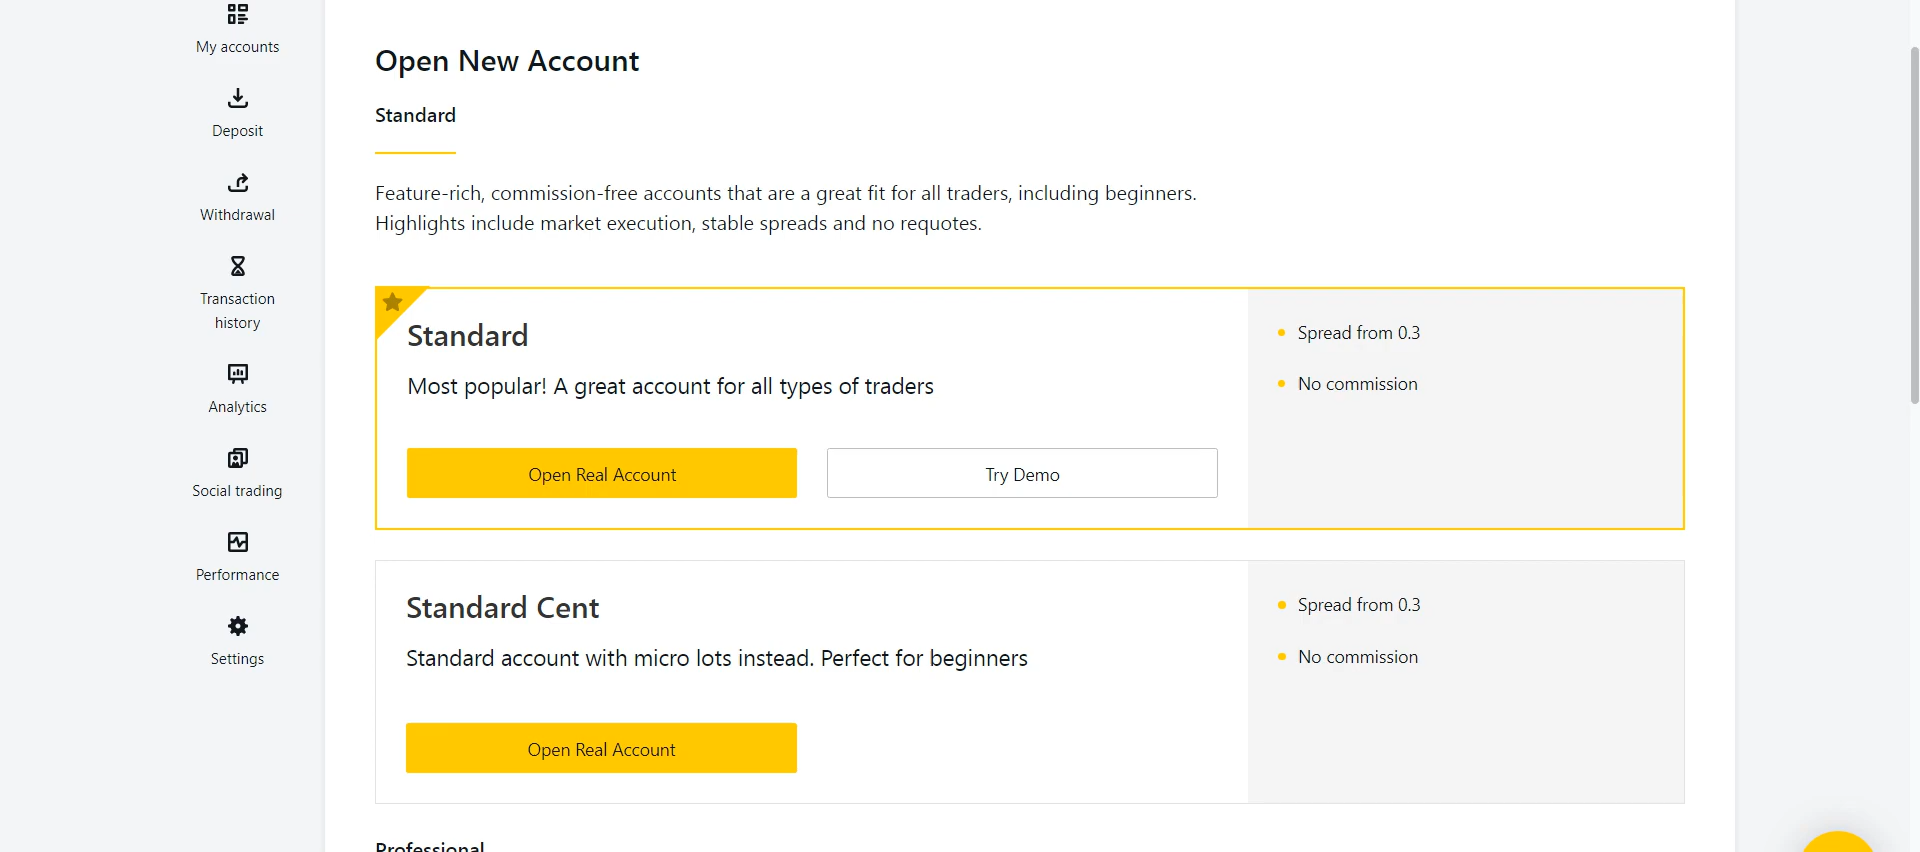 My accounts
Deposit
Withdrawal
Transaction
history
Analytics
Social trading
Performance
Settings
Open New Account
Standard
Feature-rich, commission-free accounts that are a great fit for all traders, including beginners.
Highlights include market execution, stable spreads and no requotes.
Standard
Most popular! A great account for all types of traders
Open Real Account
Try Demo
Spread from 0.3
No commission
Standard Cent
Standard account with micro lots instead. Perfect for beginners
Open Real Account
Spread from 0.3
No commission
Professional